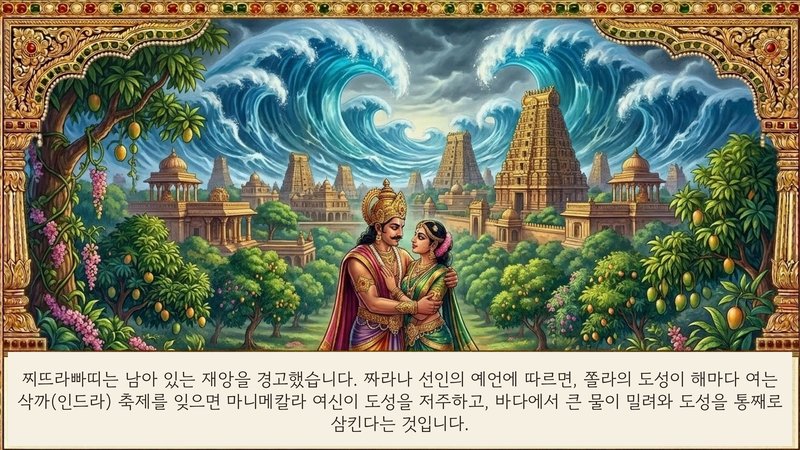 찌뜨라빠띠는 남아 있는 재앙을 경고했습니다. 짜라나 선인의 예언에 따르면, 쫄라의 도성이 해마다 여는
삭까(인드라) 축제를 잊으면 마니메칼라 여신이 도성을 저주하고, 바다에서 큰 물이 밀려와 도성을 통째로
삼킨다는 것입니다.